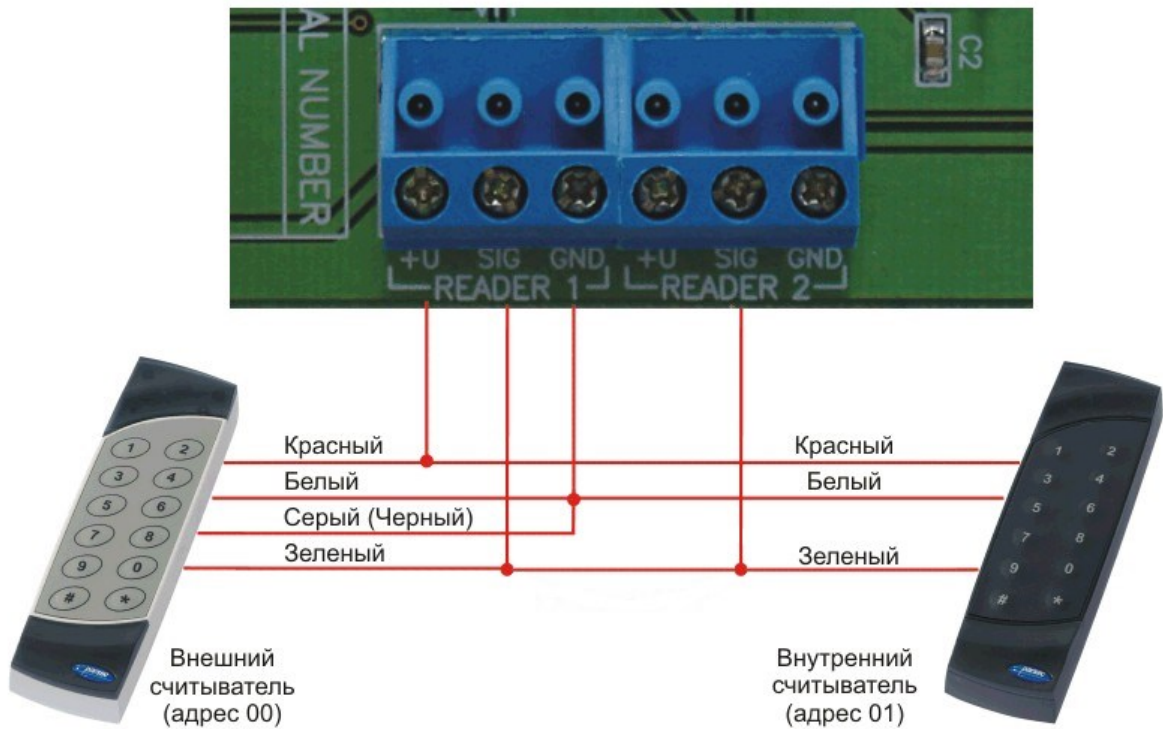 AL NUMBER
C2
+U SIG GND +U SIG GND
READER 1 READER 2
Красный
Красный
Белый
Белый
Серый (Черный)
Зеленый
Зеленый
1 2
3 4
5 6
7 8
9 0
# *
1 2
3 4
5 6
7 8
9 0
# *
parsec
parsec
Внешний
считыватель
(адрес 00)
Внутренний
считыватель
(адрес 01)